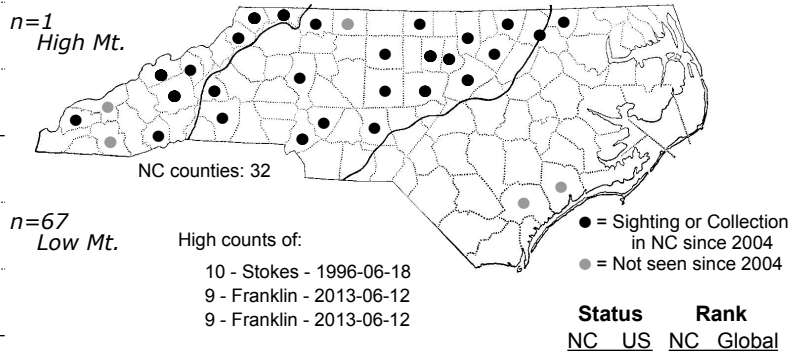 n=1
High Mt.
NC counties: 32
n=67
Low Mt.
High counts of:
10 - Stokes - 1996-06-18
9 - Franklin - 2013-06-12
9 - Franklin - 2013-06-12
● = Sighting or Collection
in NC since 2004
● = Not seen since 2004
Status Rank
NC US NC Global